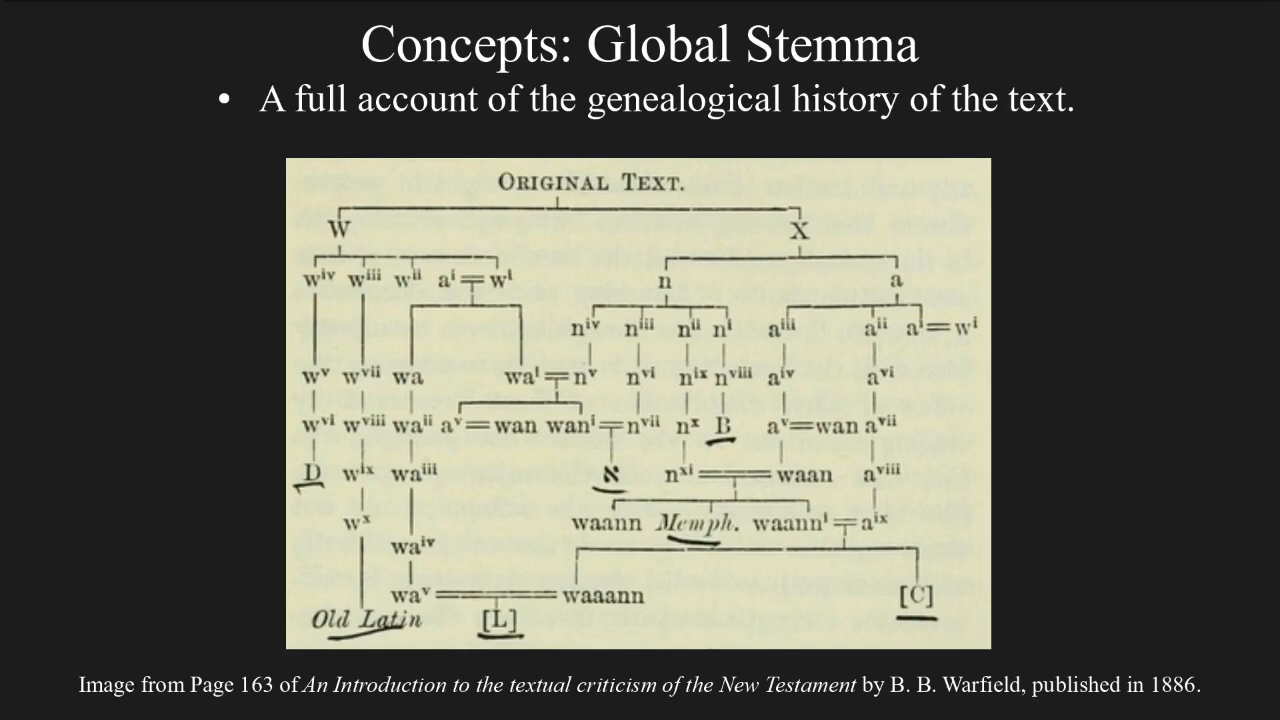 Concepts: Global Stemma
• A full account of the genealogical history of the text.
ORIGINAL TEXT.
W X
wⁱᵛ wⁱⁱⁱ wⁱⁱ aⁱ = wⁱ n a
nⁱᵛ nⁱⁱⁱ nⁱⁱ nⁱ aⁱⁱⁱ aⁱⁱ aⁱ = wⁱ
wᵛ wᵛⁱⁱ wa waⁱ = nᵛ nᵛⁱ nⁱˣ nᵛⁱⁱⁱ aⁱᵛ aᵛⁱ
wᵛⁱ wᵛⁱⁱⁱ waⁱⁱ aᵛ = wan wanⁱ = nᵛⁱⁱ nˣ B aᵛ = wan aᵛⁱⁱ
D wⁱˣ waⁱⁱⁱ ℵ nˣⁱ = waan aᵛⁱⁱⁱ
wˣ waann Memph. waannⁱ = aⁱˣ
waⁱᵛ
waᵛ = waaann [C]
Old Latin [L]
Image from Page 163 of An Introduction to the textual criticism of the New Testament by B. B. Warfield, published in 1886.